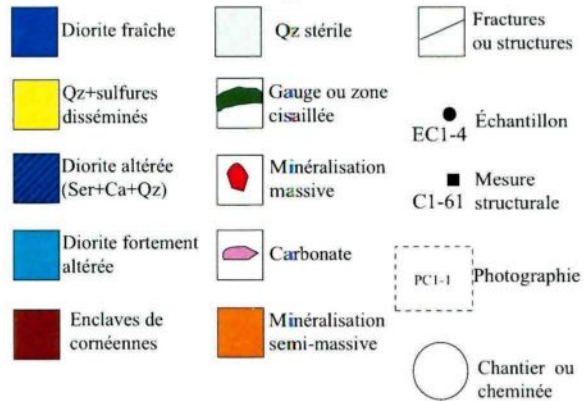 Diorite fraîche
Qz+sulfures
disséminés
Diorite altérée
(Ser+Ca+Qz)
Diorite fortement
altérée
Enclaves de
cornéennes
Qz stérile
Gauge ou zone
cisaillée
Minéralisation
massive
Carbonate
Minéralisation
semi-massive
Fractures
ou structures
EC1-4
Échantillon
C1-61
Mesure
structurale
PC1-1
Photographie
Chantier ou
cheminée